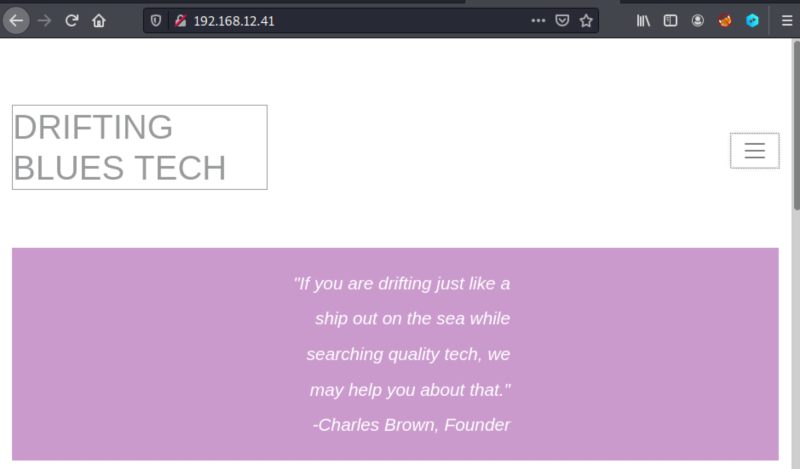 192.168.12.41
DRIFTING
BLUES TECH
"If you are drifting just like a
ship out on the sea while
searching quality tech, we
may help you about that."
-Charles Brown, Founder